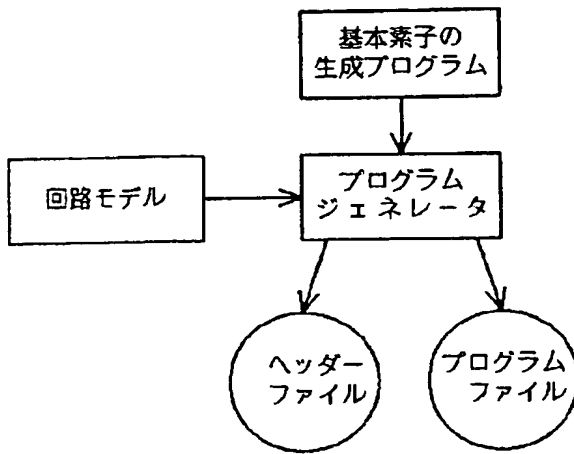 基本素子の
生成プログラム
回路モデル
プログラム
ジェネレータ
ヘッダー
ファイル
プログラム
ファイル